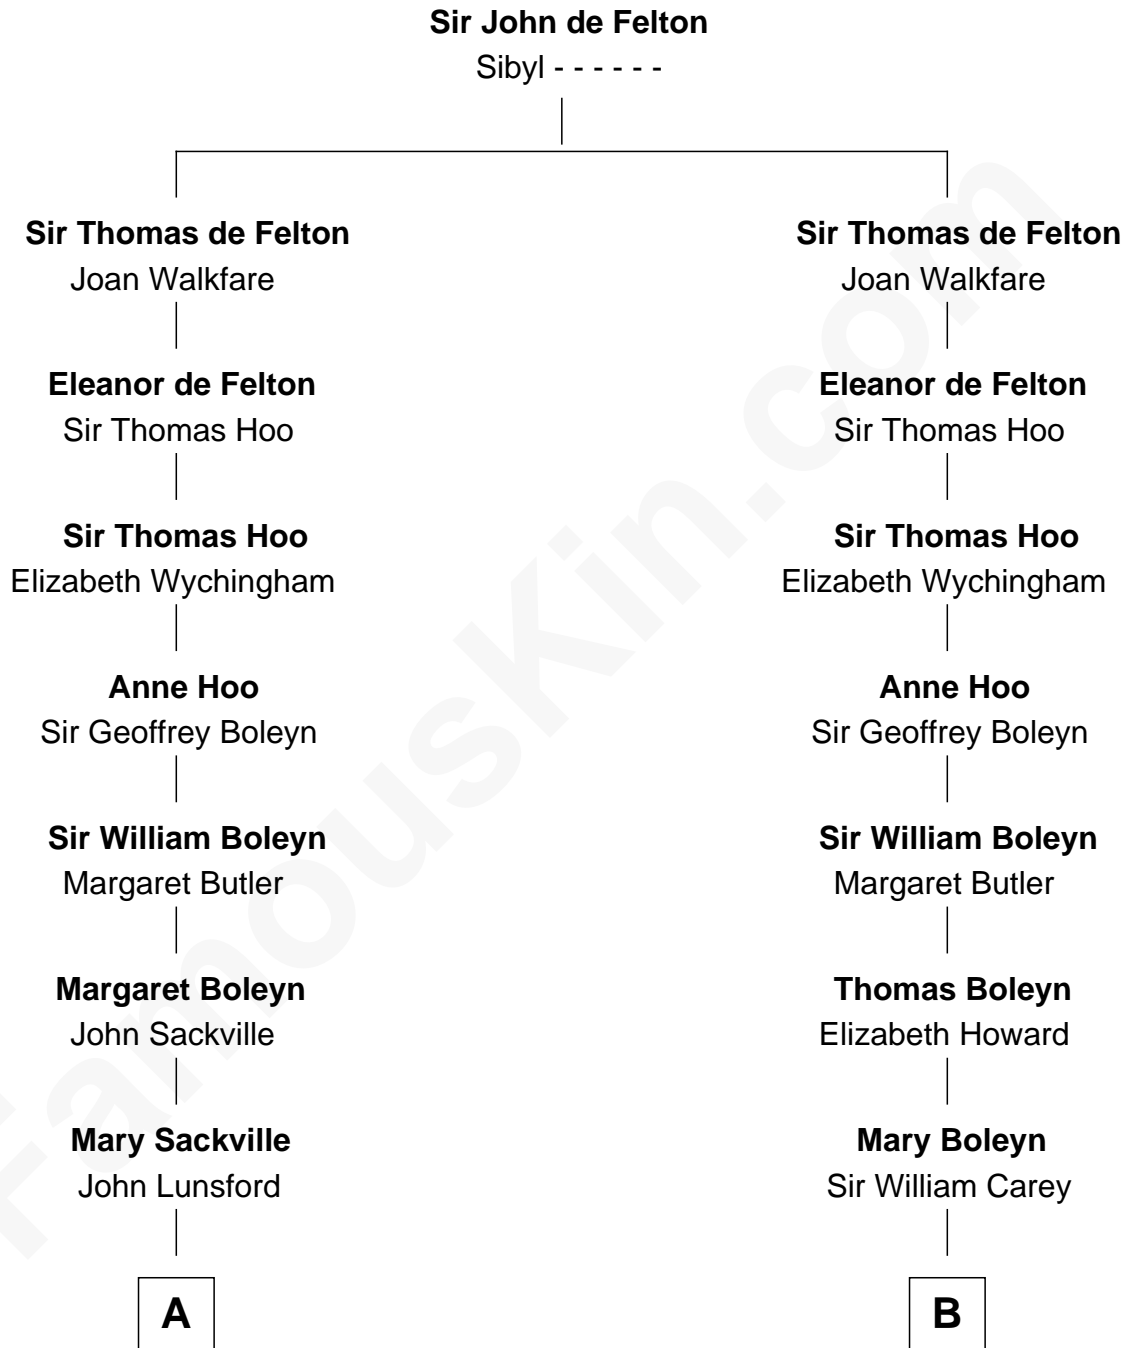 Sir John de Felton
Sibyl - - - - - -
Sir Thomas de Felton
Joan Walkfare
Sir Thomas de Felton
Joan Walkfare
Eleanor de Felton
Sir Thomas Hoo
Eleanor de Felton
Sir Thomas Hoo
Sir Thomas Hoo
Elizabeth Wychingham
Sir Thomas Hoo
Elizabeth Wychingham
Anne Hoo
Sir Geoffrey Boleyn
Anne Hoo
Sir Geoffrey Boleyn
Sir William Boleyn
Margaret Butler
Sir William Boleyn
Margaret Butler
Margaret Boleyn
John Sackville
Thomas Boleyn
Elizabeth Howard
Mary Sackville
John Lunsford
Mary Boleyn
Sir William Carey
A
B
FamousKin.com